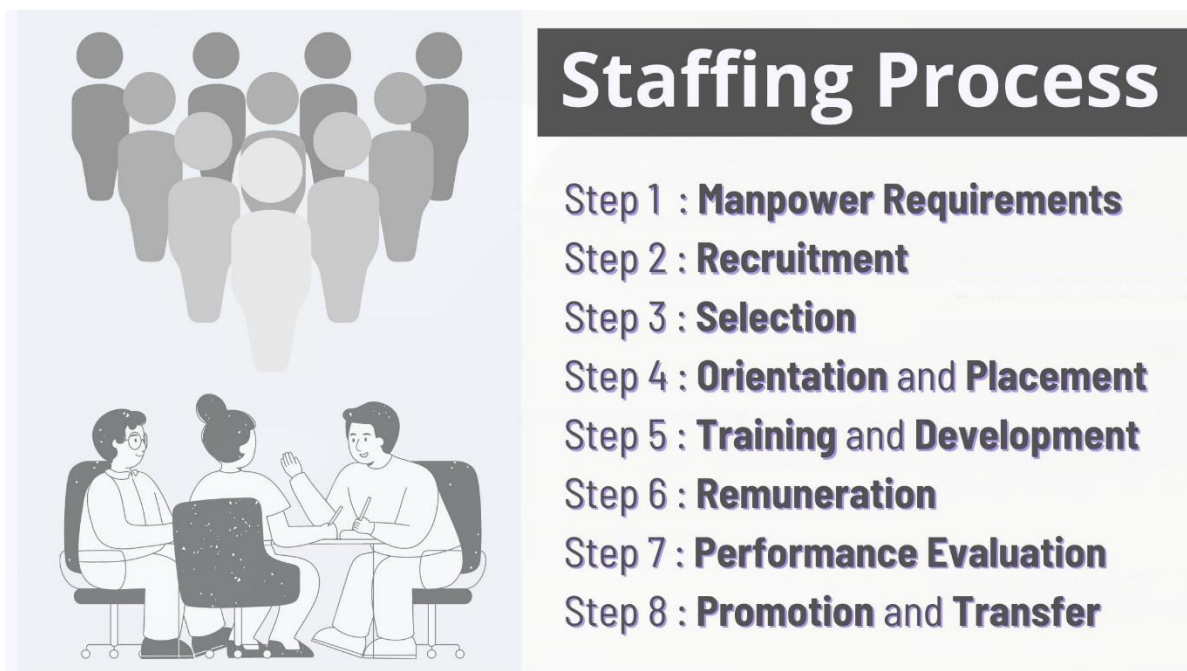 Staffing Process
Step 1 : Manpower Requirements
Step 2 : Recruitment
Step 3 : Selection
Step 4 : Orientation and Placement
Step 5 : Training and Development
Step 6 : Remuneration
Step 7 : Performance Evaluation
Step 8 : Promotion and Transfer